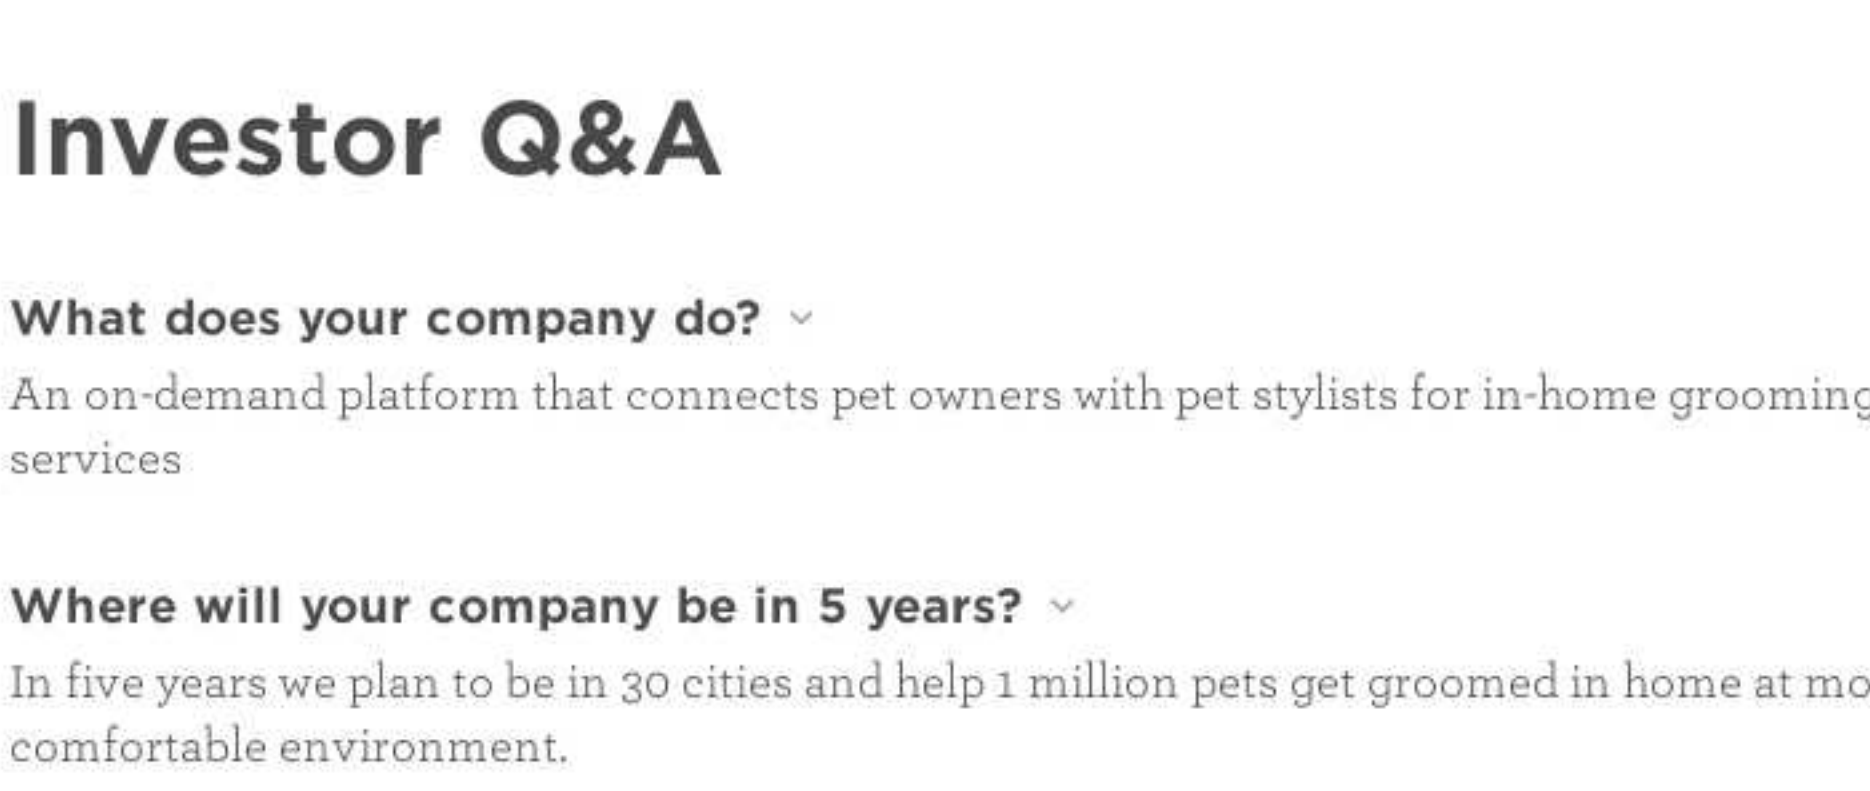 Investor Q&A
What does your company do?
An on-demand platform that connects pet owners with pet stylists for in-home grooming
services
Where will your company be in 5 years?
In five years we plan to be in 30 cities and help 1 million pets get groomed in home at mo
comfortable environment.